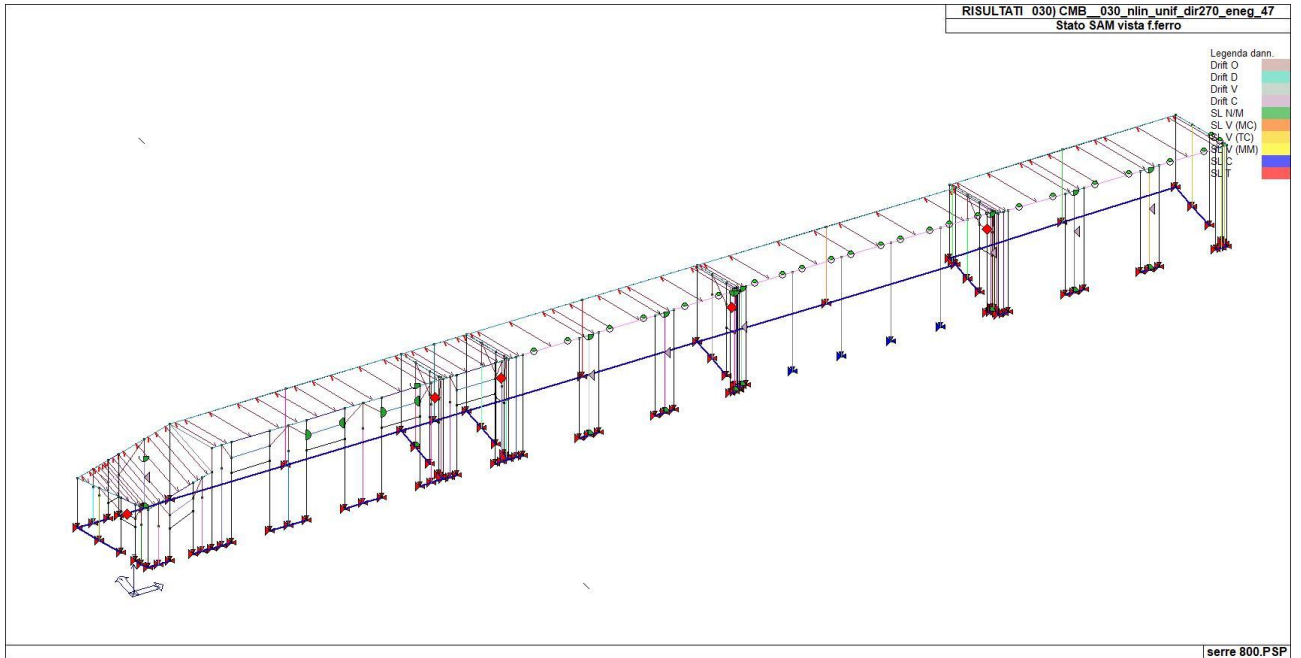 RISULTATI 030) CMB__030_nlin_unif_dir270_eneg_47
Stato SAM vista f.ferro
Legenda dann.
Drift O
Drift D
Drift V
Drift C
SL N/M
SL V (MC)
SL V (TC)
SL V (MM)
SL C
SL T
serre 800.PSP